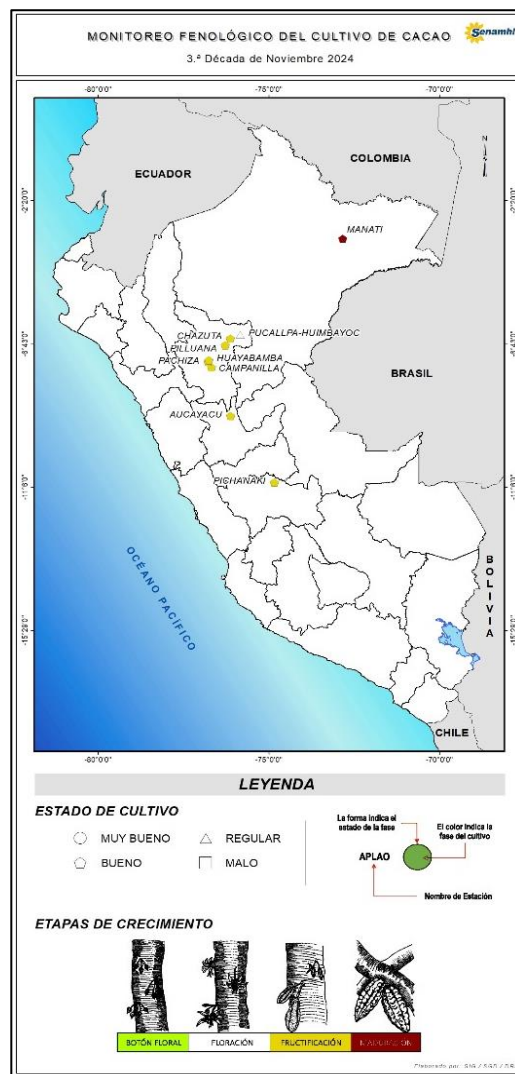 MONITOREO FENOLÓGICO DEL CULTIVO DE CACAO
Senamhi
3.ª Década de Noviembre 2024
-80°0'0"
-75°0'0"
-70°0'0"
COLOMBIA
ECUADOR
N
MANATI
CHAZUTA
PUCALLPA-HUIMBAYOC
PILLUANA
HUAYABAMBA
PACHIZA
CAMPANILLA
BRASIL
AUCAYACU
PICHANAKI
OCÉANO PACÍFICO
BOLIVIA
CHILE
-80°0'0"
-75°0'0"
-70°0'0"
LEYENDA
ESTADO DE CULTIVO
MUY BUENO
REGULAR
BUENO
MALO
La forma indica el estado de la fase
El color indica la fase del cultivo
APLAO
Nombre de Estación
ETAPAS DE CRECIMIENTO
BOTÓN FLORAL
FLORACIÓN
FRUCTIFICACIÓN
MADURACIÓN